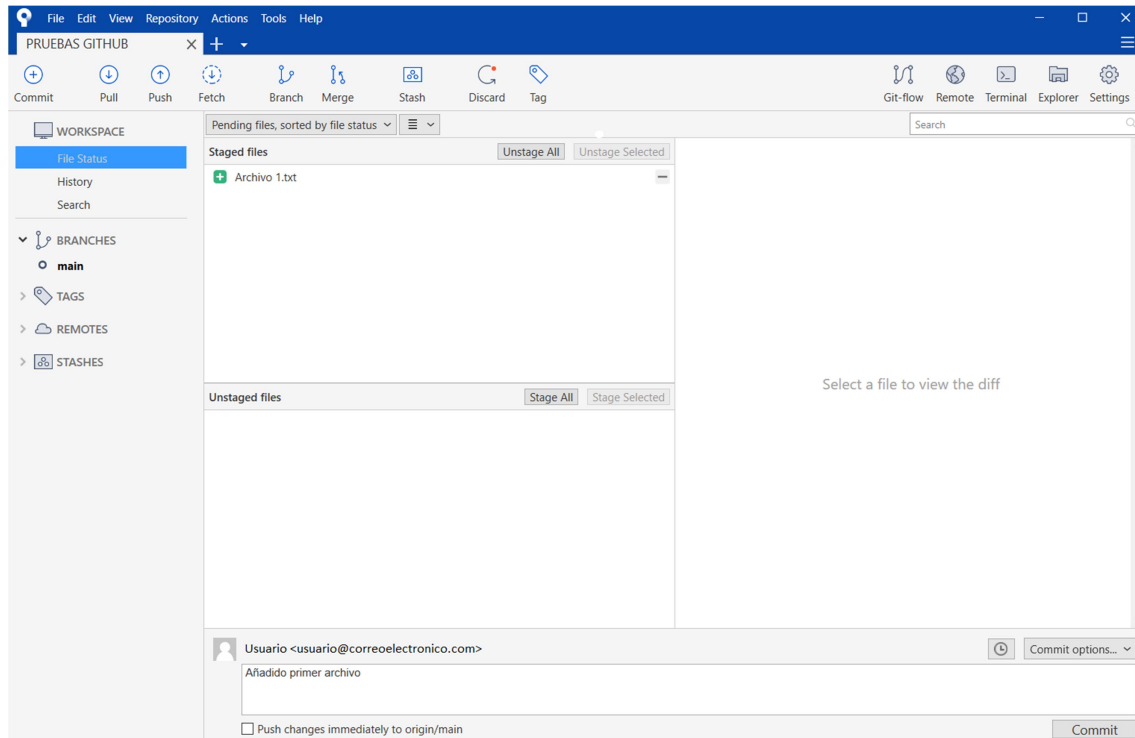 File Edit View Repository Actions Tools Help
PRUEBAS GITHUB
Commit Pull Push Fetch Branch Merge Stash Discard Tag Git-flow Remote Terminal Explorer Settings
WORKSPACE
File Status
History
Search
BRANCHES
main
TAGS
REMOTES
STASHES
Pending files, sorted by file status
Search
Staged files Unstage All Unstage Selected
Archivo 1.txt
Unstaged files Stage All Stage Selected
Select a file to view the diff
Usuario <usuario@correoelectronico.com>
Commit options...
Añadido primer archivo
Push changes immediately to origin/main
Commit